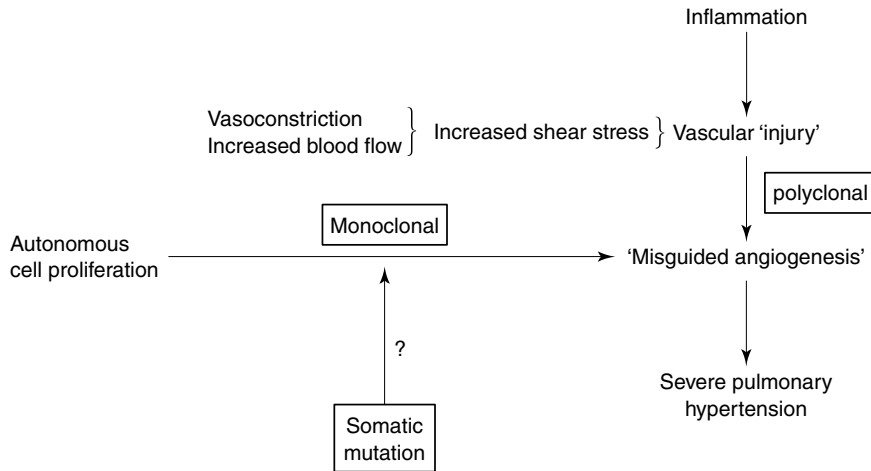 Inflammation
Vasoconstriction
Increased blood flow
Increased shear stress
Vascular ‘injury’
polyclonal
Monoclonal
Autonomous
cell proliferation
‘Misguided angiogenesis’
?
Severe pulmonary
hypertension
Somatic
mutation